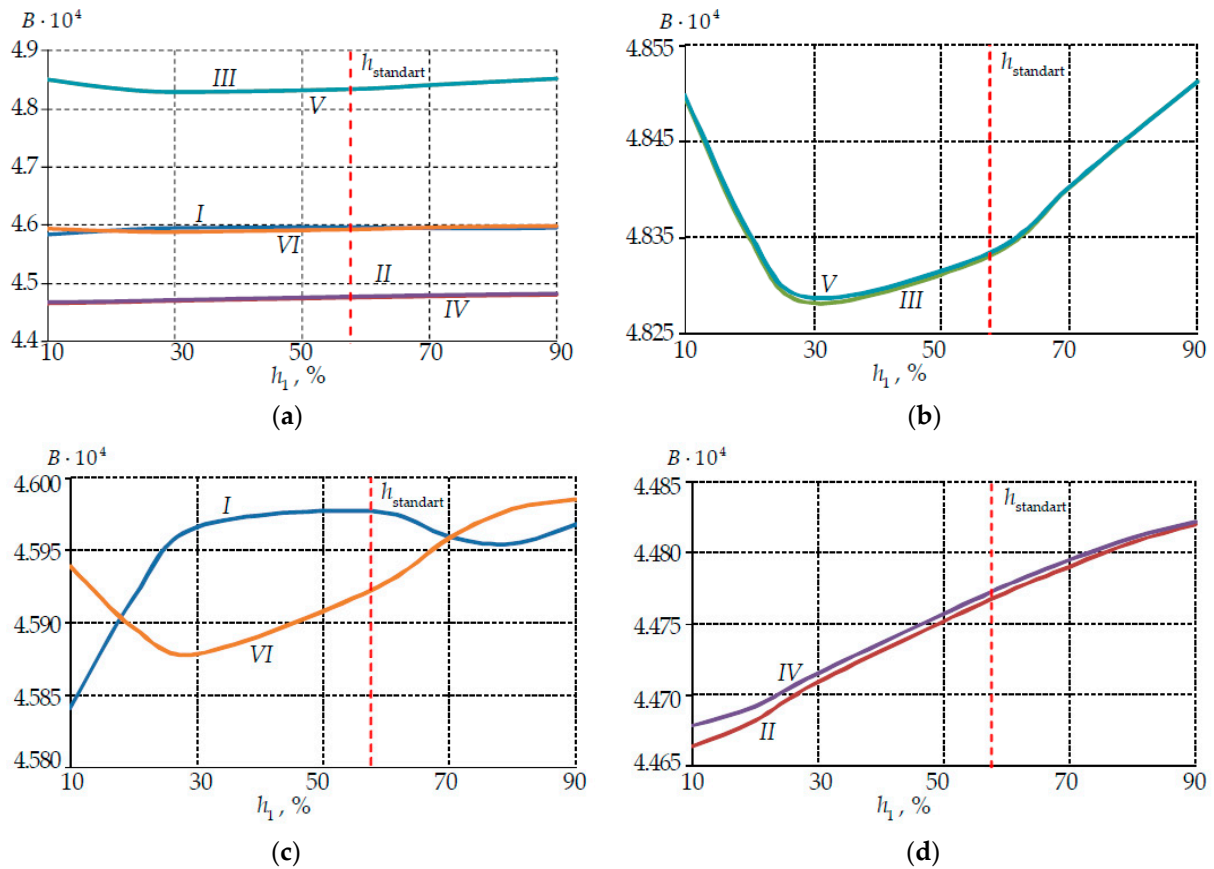 B · 10⁴
4.9
4.8
4.7
4.6
4.5
4.4
III
V
I
VI
II
IV
h standart
10 30 50 70 90
h₁ , %
(a)
B · 10⁴
4.855
4.845
4.835
4.825
V
III
h standart
10 30 50 70 90
h₁ , %
(b)
B · 10⁴
4.600
4.595
4.590
4.585
4.580
I
VI
h standart
10 30 50 70 90
h₁ , %
(c)
B · 10⁴
4.485
4.480
4.475
4.470
4.465
IV
II
h standart
10 30 50 70 90
h₁ , %
(d)